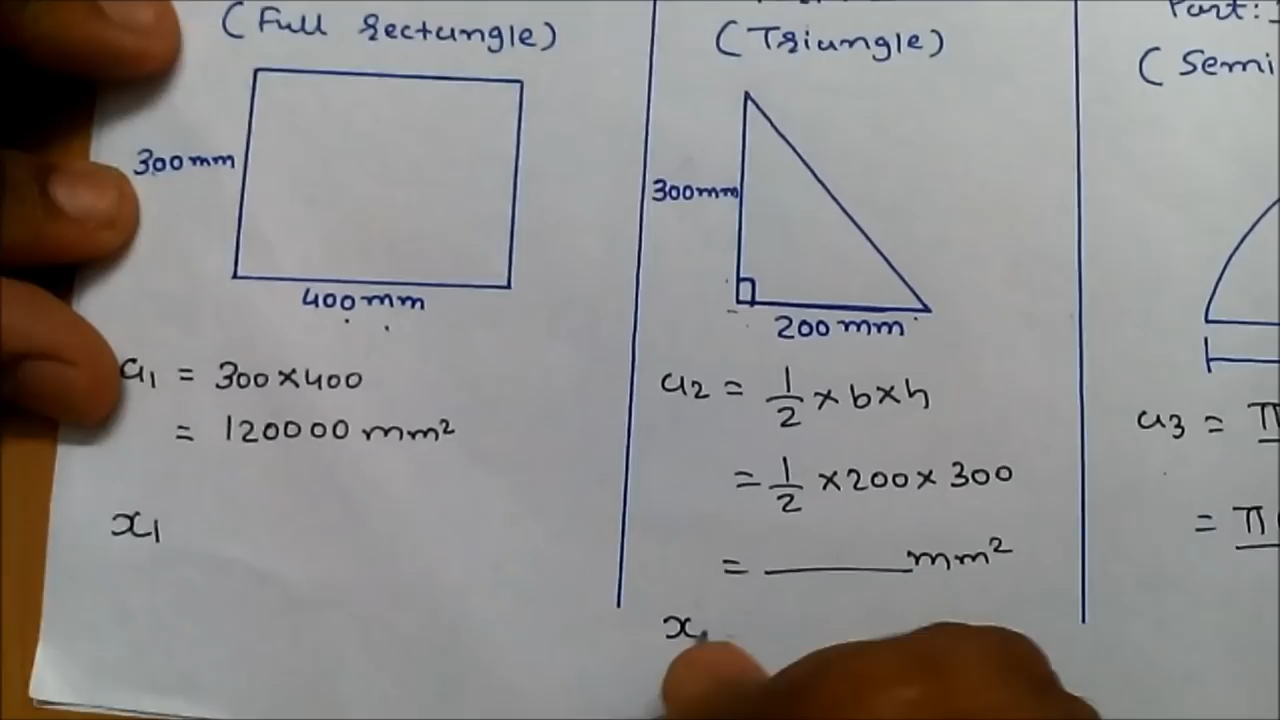 (Full rectangle)
300mm
400mm
a1 = 300×400
= 120000 mm²
x1
(Triangle)
300mm
200 mm
a2 = 1/2 × b × h
= 1/2 × 200 × 300
= ______ mm²
x
Part:
(Semi
a3 = π
= π